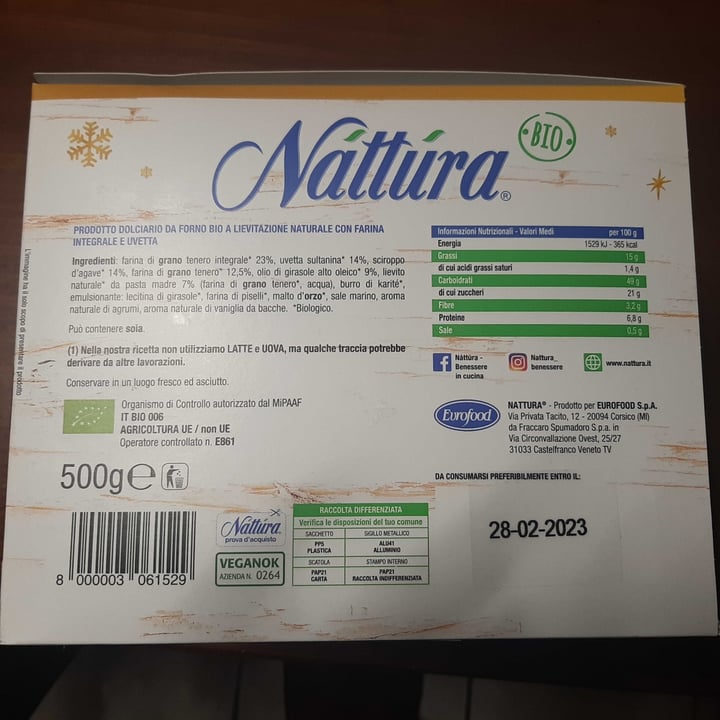 Náttúra®
BIO
PRODOTTO DOLCIARIO DA FORNO BIO A LIEVITAZIONE NATURALE CON FARINA
INTEGRALE E UVETTA
Ingredienti: farina di grano tenero integrale* 23%, uvetta sultanina* 14%, sciroppo
d'agave* 14%, farina di grano tenero* 12,5%, olio di girasole alto oleico* 9%, lievito
naturale* da pasta madre 7% (farina di grano tenero*, acqua), burro di karité*,
emulsionante: lecitina di girasole*, farina di piselli*, malto d'orzo*, sale marino, aroma
naturale di agrumi, aroma naturale di vaniglia da bacche. *Biologico.
Può contenere soia.
(1) Nella nostra ricetta non utilizziamo LATTE e UOVA, ma qualche traccia potrebbe
derivare da altre lavorazioni.
Conservare in un luogo fresco ed asciutto.
L'immagine ha il solo scopo di presentare il prodotto
Organismo di Controllo autorizzato dal MiPAAF
IT BIO 006
AGRICOLTURA UE / non UE
Operatore controllato n. E861
500g e
8 000003 061529
Náttúra
prova d'acquisto
VEGANOK
AZIENDA N. 0264
RACCOLTA DIFFERENZIATA
Verifica le disposizioni del tuo comune
SACCHETTO SIGILLO METALLICO
PP5 ALU41
PLASTICA ALLUMINIO
SCATOLA STAMPO INTERNO
PAP21 PAP21
CARTA RACCOLTA INDIFFERENZIATA
Informazioni Nutrizionali - Valori Medi per 100 g
Energia 1529 kJ - 365 kcal
Grassi 15 g
di cui acidi grassi saturi 1,4 g
Carboidrati 49 g
di cui zuccheri 21 g
Fibre 3,2 g
Proteine 6,8 g
Sale 0,5 g
Náttúra -
Benessere
in cucina
Nattura_
benessere
www.nattura.it
Eurofood
NATTURA® - Prodotto per EUROFOOD S.p.A.
Via Privata Tacito, 12 - 20094 Corsico (MI)
da Fraccaro Spumadoro S.p.a. in
Via Circonvallazione Ovest, 25/27
31033 Castelfranco Veneto TV
DA CONSUMARSI PREFERIBILMENTE ENTRO IL:
28-02-2023